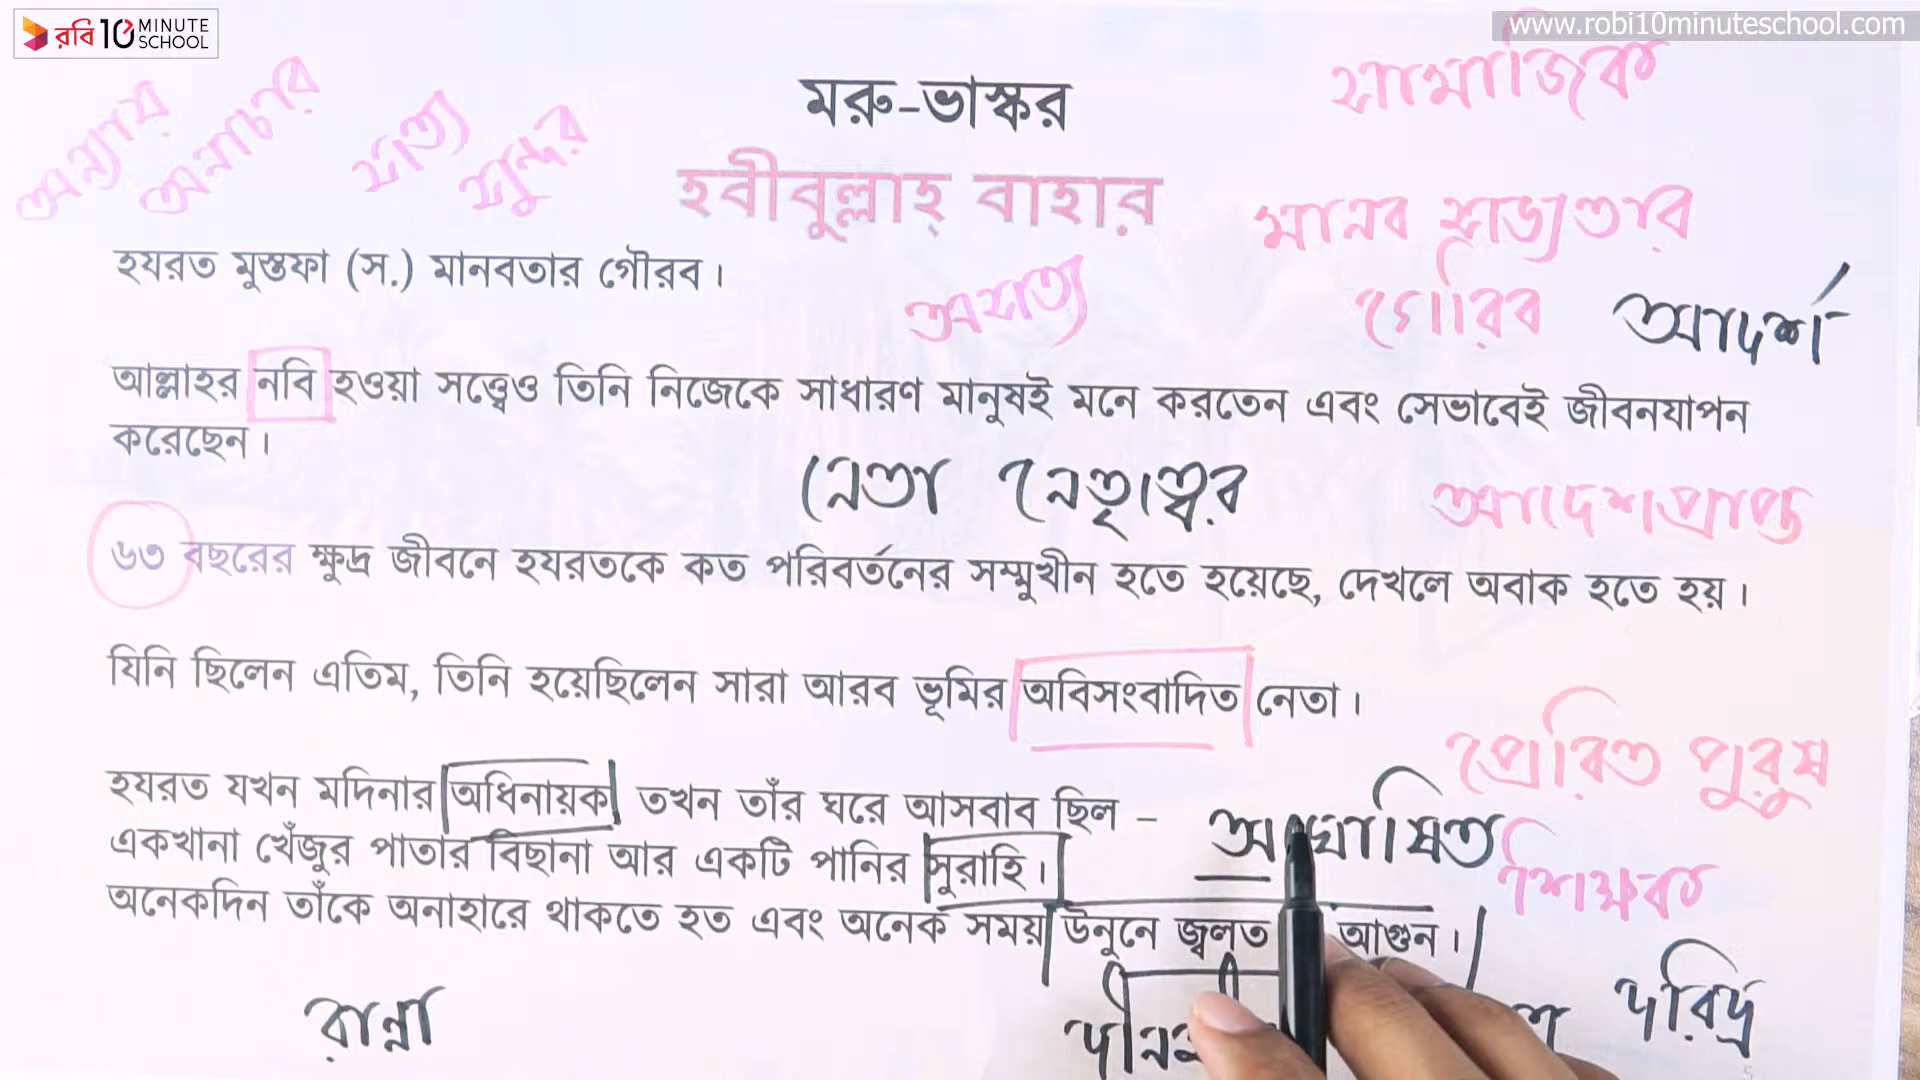 রবি 10 MINUTE SCHOOL
www.robi10minuteschool.com
মরু-ভাস্কর
সামাজিক
অন্যায়
অনাচার
সত্য
সুন্দর
হবীবুল্লাহ্ বাহার
মানব সভ্যতার
গৌরব
হযরত মুস্তফা (স.) মানবতার গৌরব।
অসত্য
আদর্শ
আল্লাহর নবি হওয়া সত্ত্বেও তিনি নিজেকে সাধারণ মানুষই মনে করতেন এবং সেভাবেই জীবনযাপন
করেছেন।
নেতা নেতৃত্বের
আদেশপ্রাপ্ত
৬৩ বছরের ক্ষুদ্র জীবনে হযরতকে কত পরিবর্তনের সম্মুখীন হতে হয়েছে, দেখলে অবাক হতে হয়।
যিনি ছিলেন এতিম, তিনি হয়েছিলেন সারা আরব ভূমির অবিসংবাদিত নেতা।
প্রেরিত পুরুষ
হযরত যখন মদিনার অধিনায়ক তখন তাঁর ঘরে আসবাব ছিল –
একখানা খেঁজুর পাতার বিছানা আর একটি পানির সুরাহি।
শিক্ষক
অনেকদিন তাঁকে অনাহারে থাকতে হত এবং অনেক সময় উনুনে জ্বলত আগুন।
রান্না
দরিদ্র